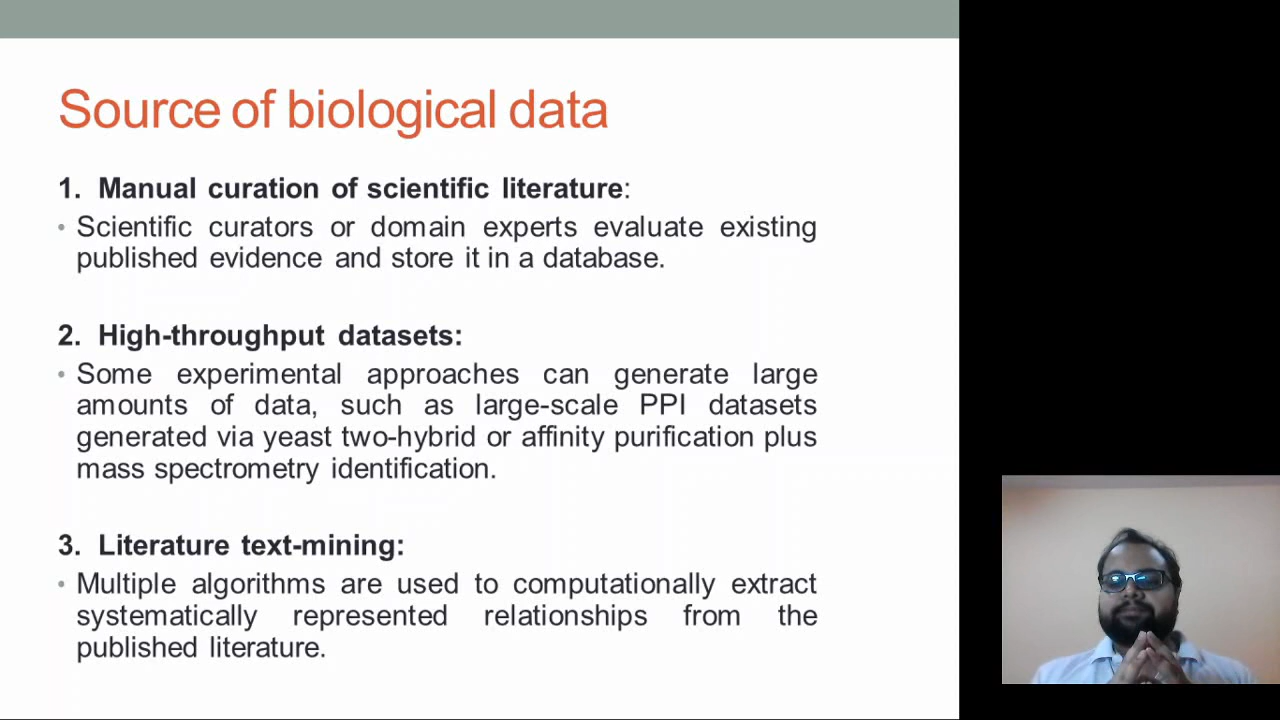 Source of biological data
1. Manual curation of scientific literature:
• Scientific curators or domain experts evaluate existing
published evidence and store it in a database.
2. High-throughput datasets:
• Some experimental approaches can generate large
amounts of data, such as large-scale PPI datasets
generated via yeast two-hybrid or affinity purification plus
mass spectrometry identification.
3. Literature text-mining:
• Multiple algorithms are used to computationally extract
systematically represented relationships from the
published literature.